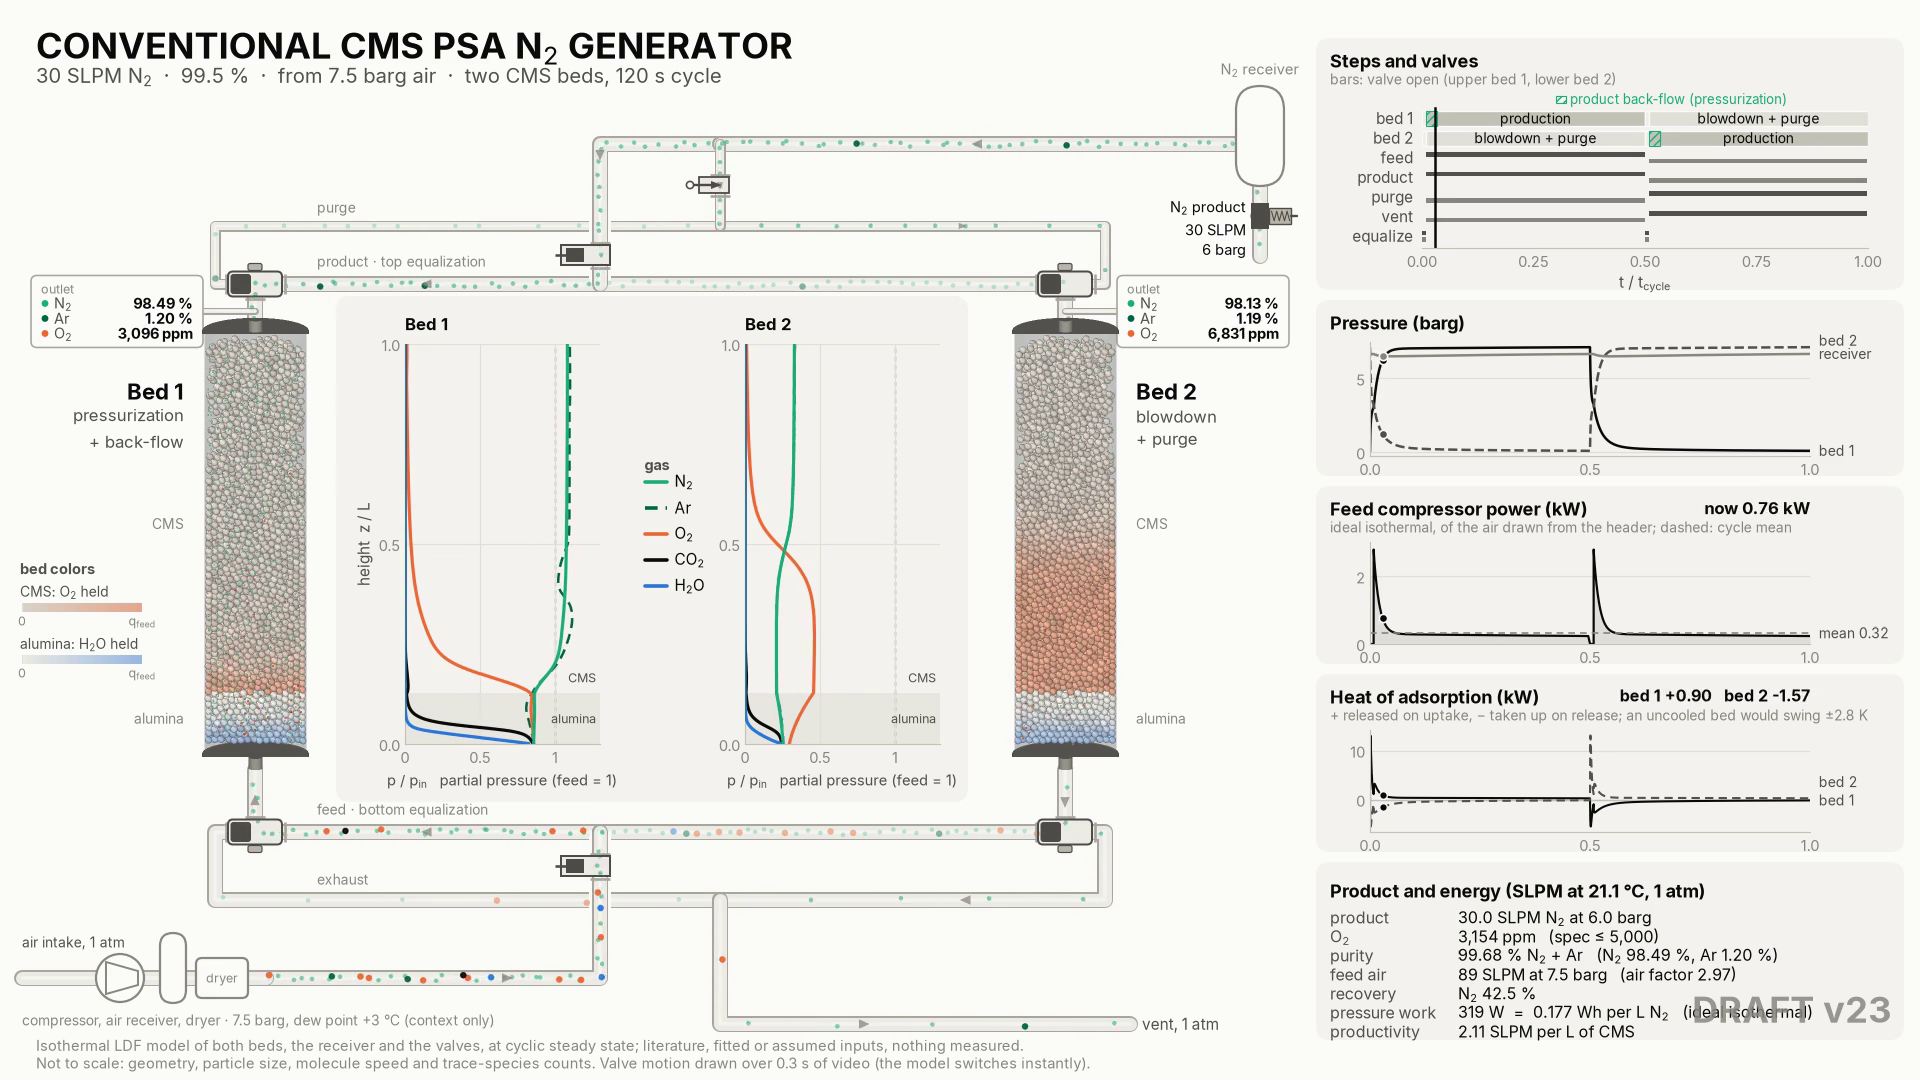 CONVENTIONAL CMS PSA N₂ GENERATOR
30 SLPM N₂ · 99.5 % · from 7.5 barg air · two CMS beds, 120 s cycle
N₂ receiver
N₂ product
30 SLPM
6 barg
purge
product · top equalization
outlet
N₂ 98.49 %
Ar 1.20 %
O₂ 3,096 ppm
outlet
N₂ 98.13 %
Ar 1.19 %
O₂ 6,831 ppm
Bed 1
pressurization
+ back-flow
CMS
bed colors
CMS: O₂ held
0 qfeed
alumina: H₂O held
0 qfeed
alumina
Bed 1
1.0
0.5
0.0
height z / L
CMS
alumina
0 0.5 1
p / pin partial pressure (feed = 1)
gas
N₂
Ar
O₂
CO₂
H₂O
Bed 2
1.0
0.5
0.0
CMS
alumina
0 0.5 1
p / pin partial pressure (feed = 1)
Bed 2
blowdown
+ purge
CMS
alumina
feed · bottom equalization
exhaust
air intake, 1 atm
dryer
compressor, air receiver, dryer · 7.5 barg, dew point +3 °C (context only)
vent, 1 atm
Isothermal LDF model of both beds, the receiver and the valves, at cyclic steady state; literature, fitted or assumed inputs, nothing measured.
Not to scale: geometry, particle size, molecule speed and trace-species counts. Valve motion drawn over 0.3 s of video (the model switches instantly).
Steps and valves
bars: valve open (upper bed 1, lower bed 2)
product back-flow (pressurization)
bed 1 production blowdown + purge
bed 2 blowdown + purge production
feed
product
purge
vent
equalize
0.00 0.25 0.50 0.75 1.00
t / tcycle
Pressure (barg)
5
0
bed 2
receiver
bed 1
0.0 0.5 1.0
Feed compressor power (kW) now 0.76 kW
ideal isothermal, of the air drawn from the header; dashed: cycle mean
2
0
mean 0.32
0.0 0.5 1.0
Heat of adsorption (kW) bed 1 +0.90 bed 2 -1.57
+ released on uptake, − taken up on release; an uncooled bed would swing ±2.8 K
10
0
bed 2
bed 1
0.0 0.5 1.0
Product and energy (SLPM at 21.1 °C, 1 atm)
product 30.0 SLPM N₂ at 6.0 barg
O₂ 3,154 ppm (spec ≤ 5,000)
purity 99.68 % N₂ + Ar (N₂ 98.49 %, Ar 1.20 %)
feed air 89 SLPM at 7.5 barg (air factor 2.97)
recovery N₂ 42.5 %
pressure work 319 W = 0.177 Wh per L N₂ (ideal isothermal)
productivity 2.11 SLPM per L of CMS
DRAFT v23